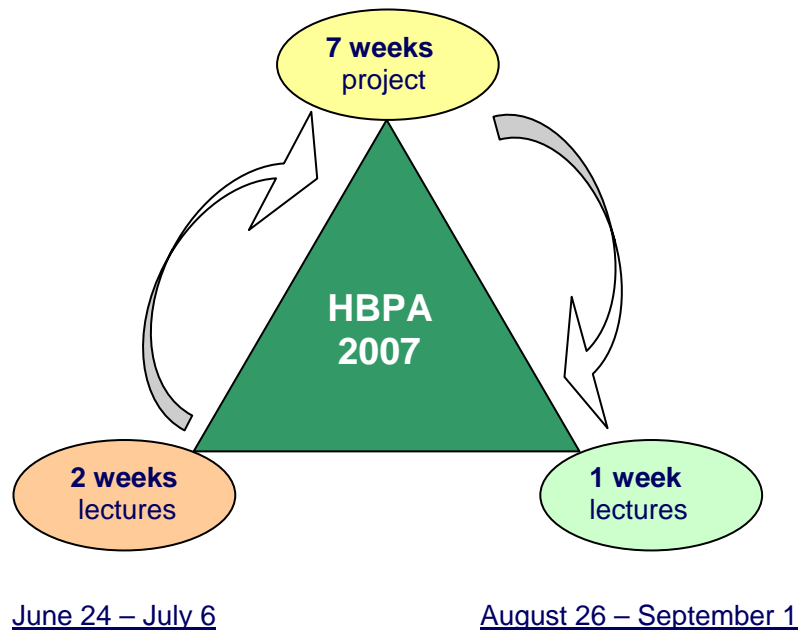 7 weeks
project
HBPA
2007
2 weeks
lectures
1 week
lectures
June 24 – July 6
August 26 – September 1